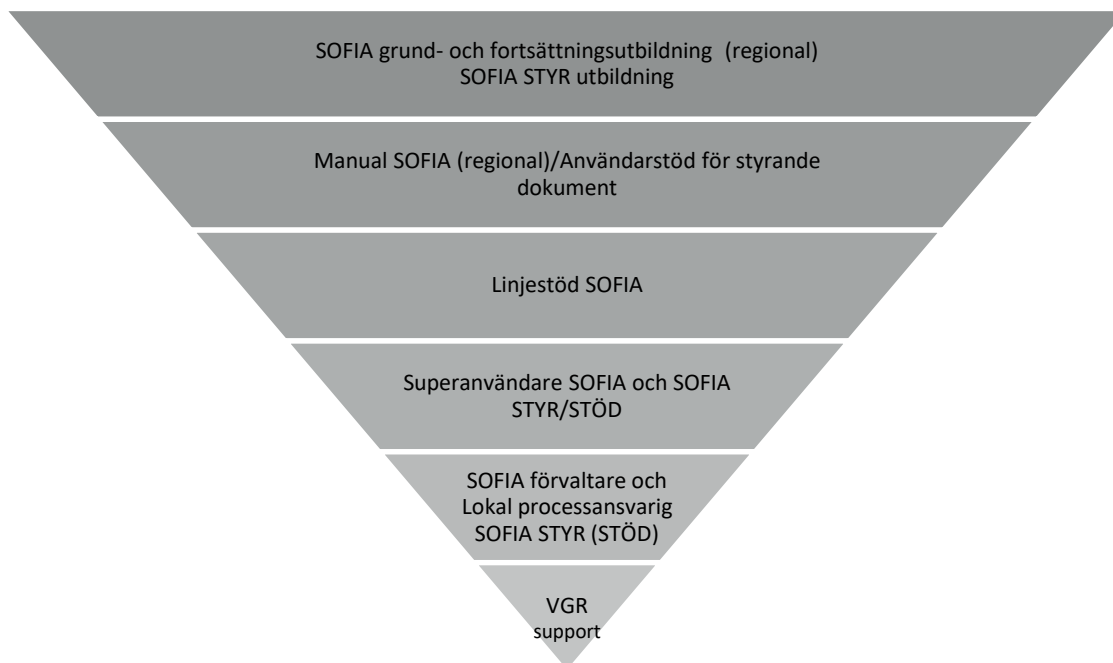 SOFIA grund- och fortsättningsutbildning (regional)
SOFIA STYR utbildning
Manual SOFIA (regional)/Användarstöd för styrande
dokument
Linjestöd SOFIA
Superanvändare SOFIA och SOFIA
STYR/STÖD
SOFIA förvaltare och
Lokal processansvarig
SOFIA STYR (STÖD)
VGR
support